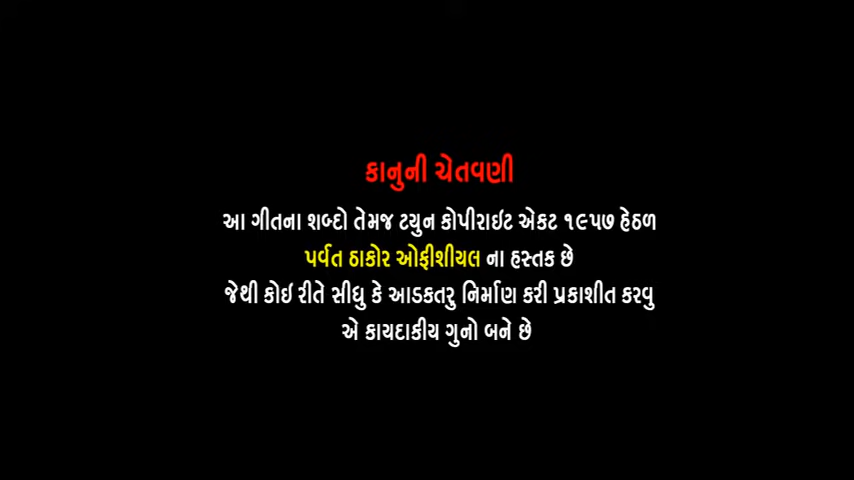 કાનુની ચેતવણી
આ ગીતના શબ્દો તેમજ ટયુન કોપીરાઇટ એકટ ૧૯૫૭ હેઠળ
પર્વત ઠાકોર ઓફીશીયલ ના હસ્તક છે
જેથી કોઇ રીતે સીધુ કે આડકતરુ નિર્માણ કરી પ્રકાશીત કરવુ
એ કાયદાકીય ગુનો બને છે